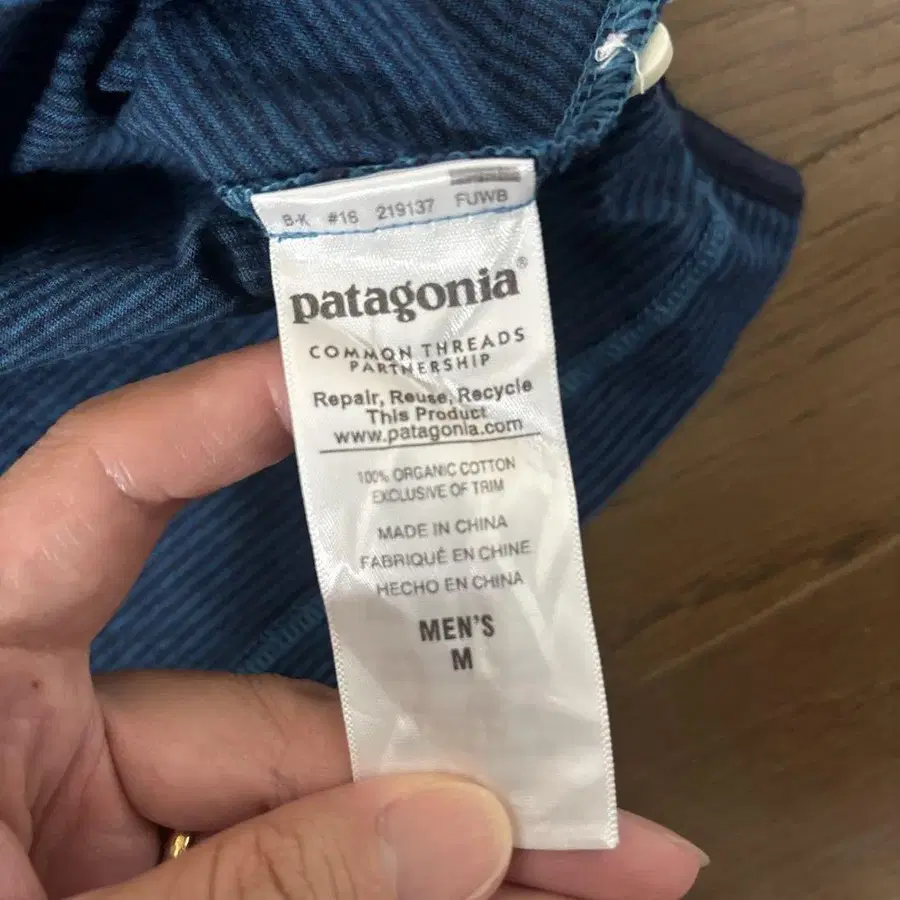 B-K #16 219137 FUWB
patagonia®
COMMON THREADS
PARTNERSHIP
Repair, Reuse, Recycle
This Product
www.patagonia.com
100% ORGANIC COTTON
EXCLUSIVE OF TRIM
MADE IN CHINA
FABRIQUÉ EN CHINE
HECHO EN CHINA
MEN'S
M